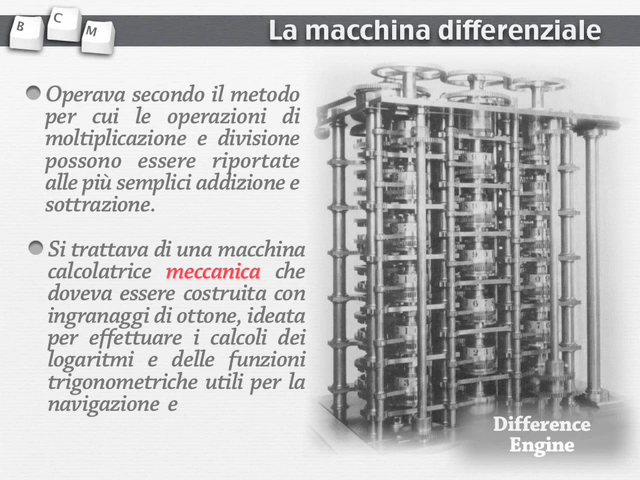 B
C
M
La macchina differenziale
Operava secondo il metodo
per cui le operazioni di
moltiplicazione e divisione
possono essere riportate
alle più semplici addizione e
sottrazione.
Si trattava di una macchina
calcolatrice meccanica che
doveva essere costruita con
ingranaggi di ottone, ideata
per effettuare i calcoli dei
logaritmi e delle funzioni
trigonometriche utili per la
navigazione e
Difference
Engine